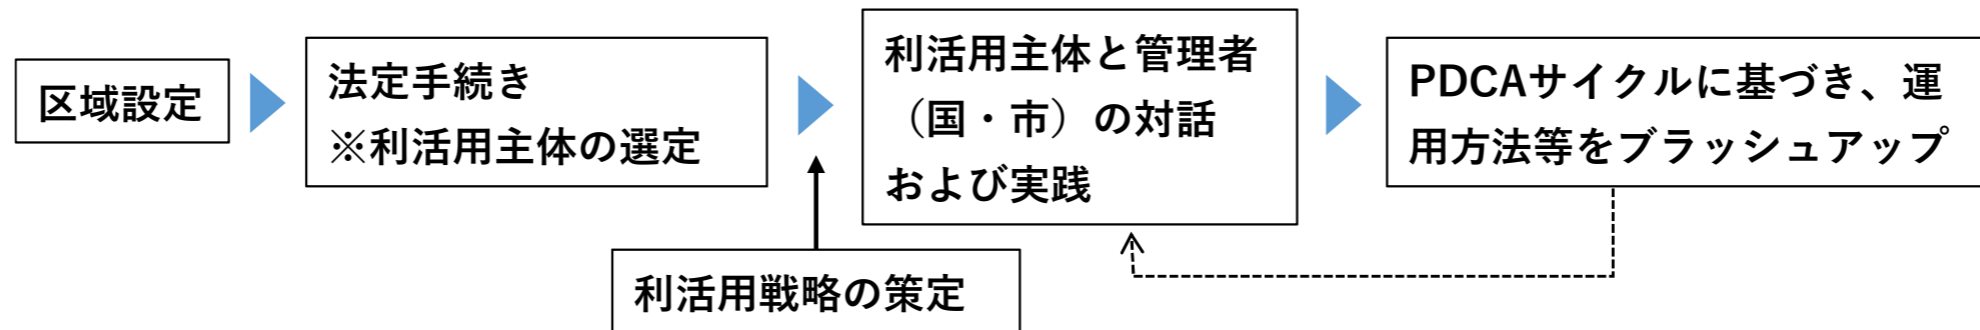 区域設定
法定手続き
※利活用主体の選定
利活用主体と管理者
（国・市）の対話
および実践
PDCAサイクルに基づき、運
用方法等をブラッシュアップ
利活用戦略の策定